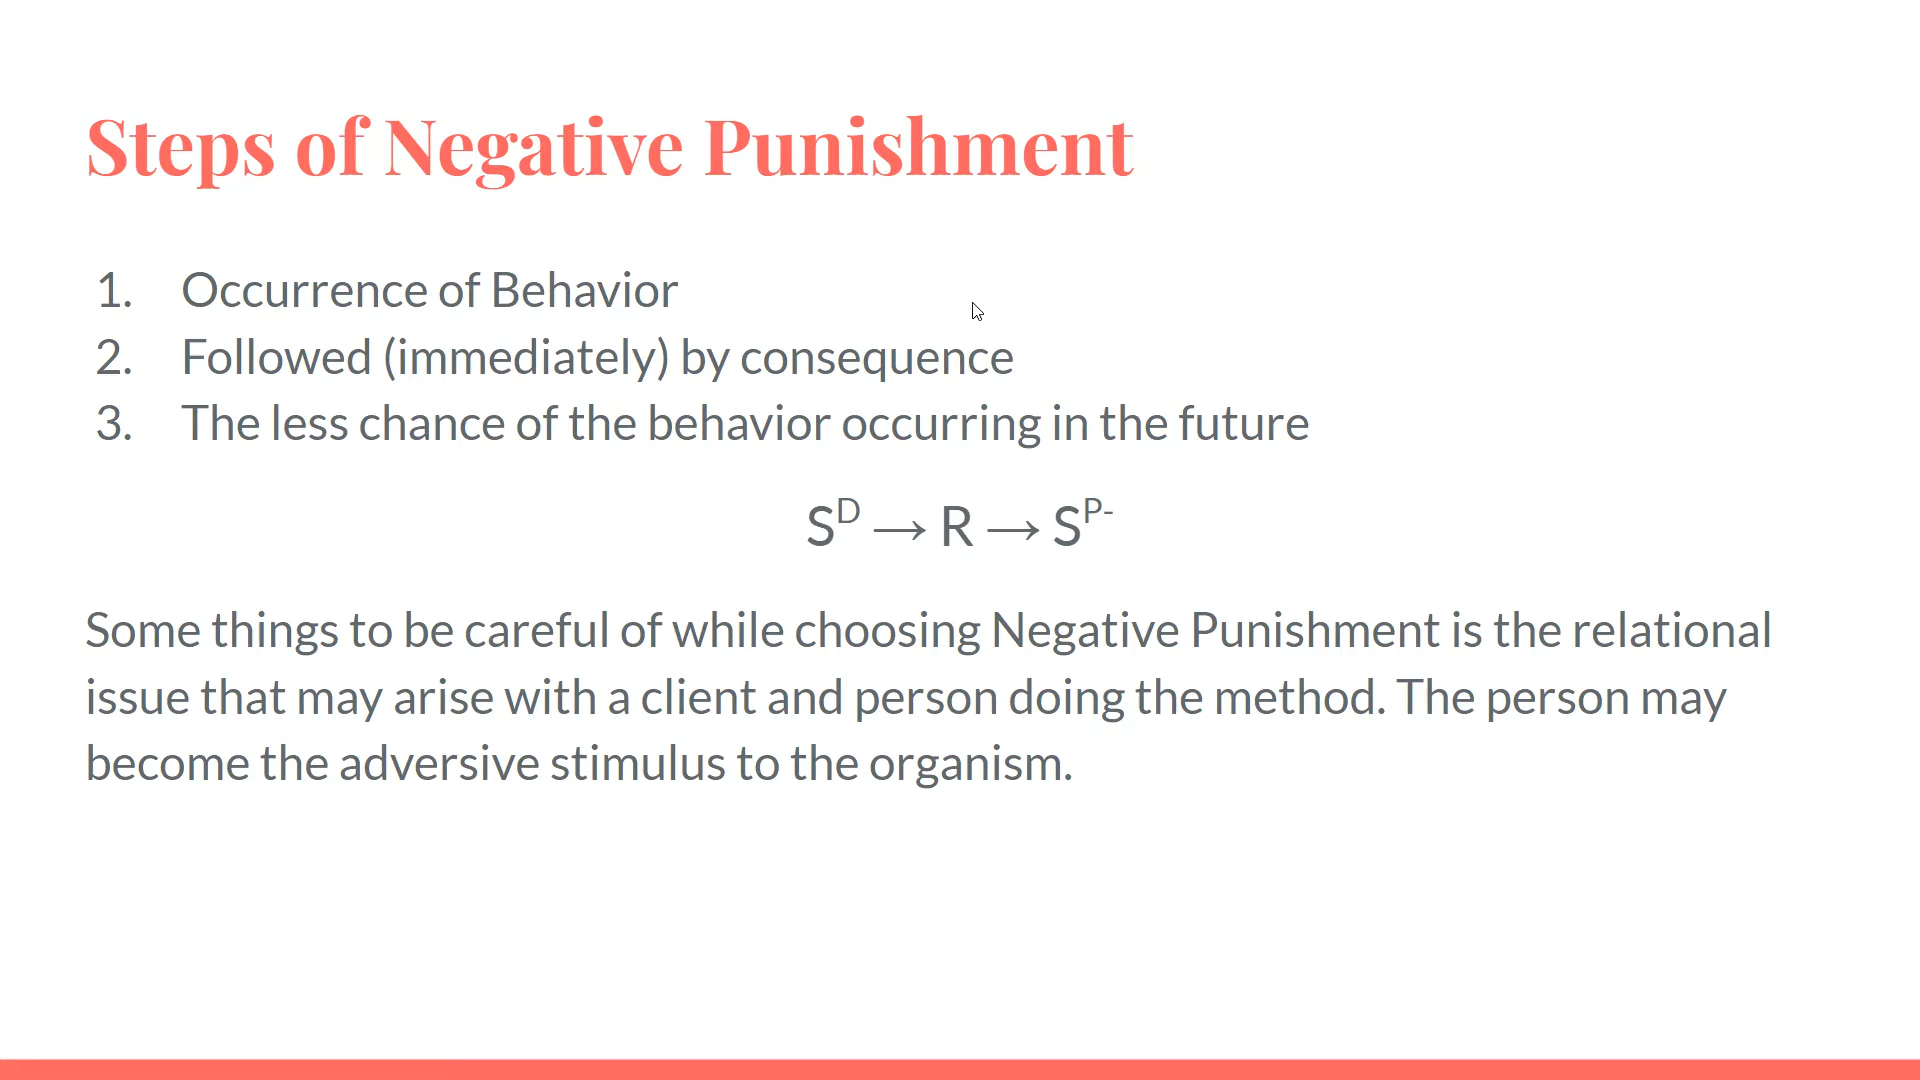 Steps of Negative Punishment
1. Occurrence of Behavior
2. Followed (immediately) by consequence
3. The less chance of the behavior occurring in the future
S^D → R → S^P-
Some things to be careful of while choosing Negative Punishment is the relational
issue that may arise with a client and person doing the method. The person may
become the adversive stimulus to the organism.